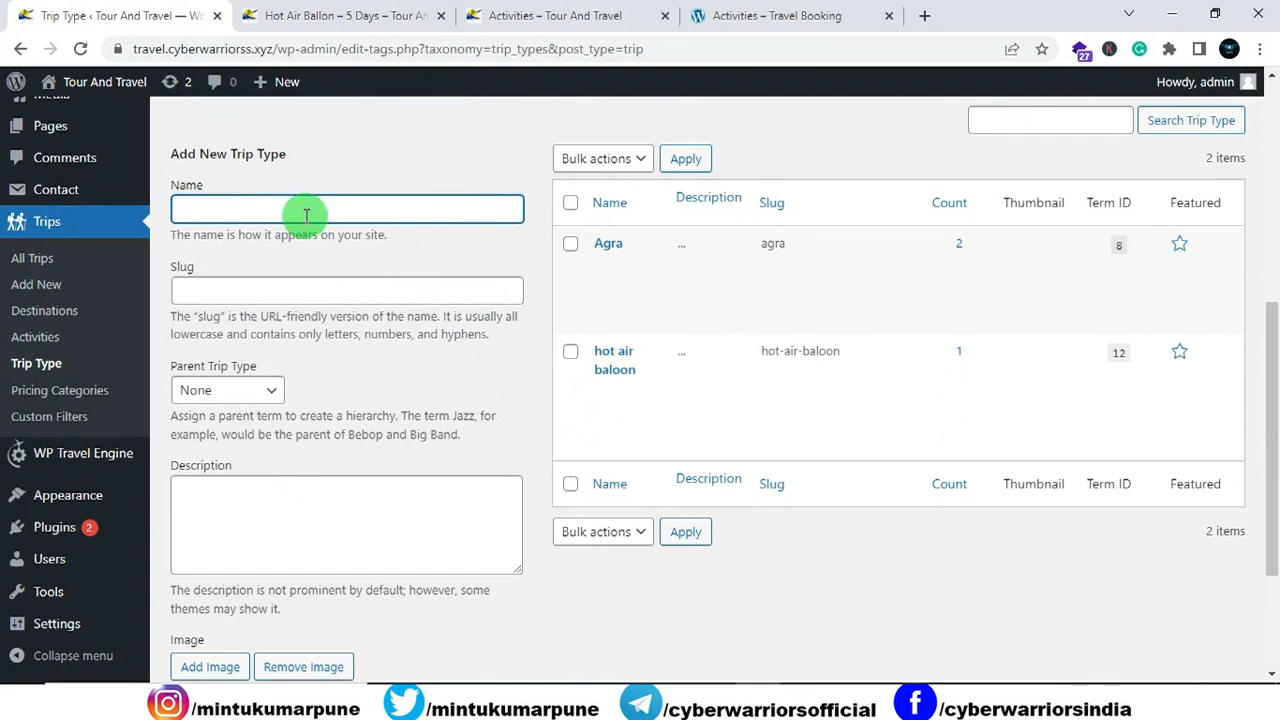 Trip Type ‹ Tour And Travel — Wo
Hot Air Ballon – 5 Days – Tour An
Activities – Tour And Travel
Activities – Travel Booking
travel.cyberwarriorss.xyz/wp-admin/edit-tags.php?taxonomy=trip_types&post_type=trip
27
Tour And Travel
2
0
New
Howdy, admin
Pages
Comments
Contact
Trips
All Trips
Add New
Destinations
Activities
Trip Type
Pricing Categories
Custom Filters
WP Travel Engine
Appearance
Plugins 2
Users
Tools
Settings
Collapse menu
Search Trip Type
Add New Trip Type
Name
The name is how it appears on your site.
Slug
The “slug” is the URL-friendly version of the name. It is usually all
lowercase and contains only letters, numbers, and hyphens.
Parent Trip Type
None
Assign a parent term to create a hierarchy. The term Jazz, for
example, would be the parent of Bebop and Big Band.
Description
The description is not prominent by default; however, some
themes may show it.
Image
Add Image
Remove Image
Bulk actions
Apply
2 items
Name Description Slug Count Thumbnail Term ID Featured
Agra ... agra 2 8
hot air ... hot-air-baloon 1 12
baloon
Name Description Slug Count Thumbnail Term ID Featured
Bulk actions
Apply
2 items
/mintukumarpune
/mintukumarpune
/cyberwarriorsofficial
/cyberwarriorsindia